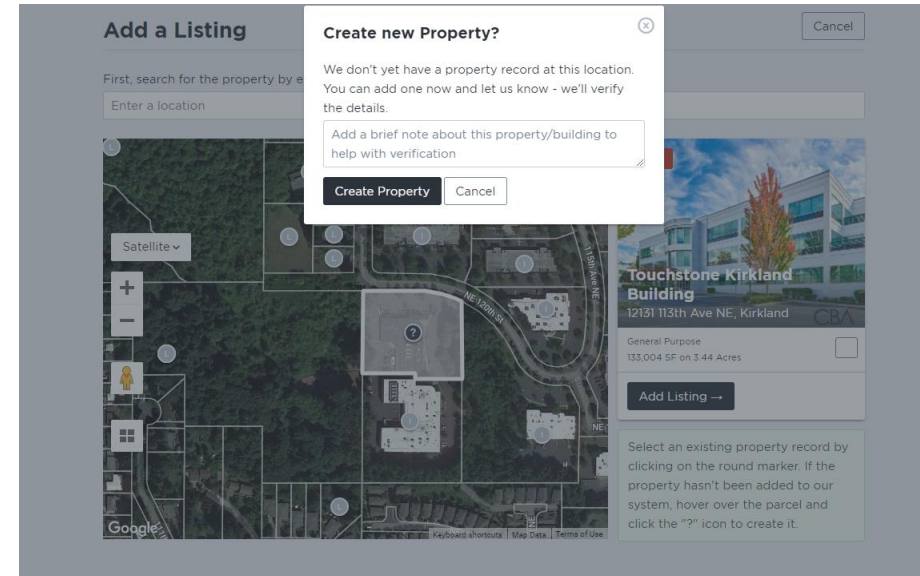 Add a Listing
Cancel
Create new Property?
We don't yet have a property record at this location.
You can add one now and let us know - we'll verify
the details.
Add a brief note about this property/building to
help with verification
Create Property
Cancel
First, search for the property by e
Enter a location
Satellite
+
−
L
L
L
L
?
NE 120th St
115th Ave NE
NE
NE
Google
Keyboard shortcuts
Map Data
Terms of Use
Touchstone Kirkland
Building
12131 113th Ave NE, Kirkland
CBA
General Purpose
133,004 SF on 3.44 Acres
Add Listing →
Select an existing property record by
clicking on the round marker. If the
property hasn't been added to our
system, hover over the parcel and
click the "?" icon to create it.